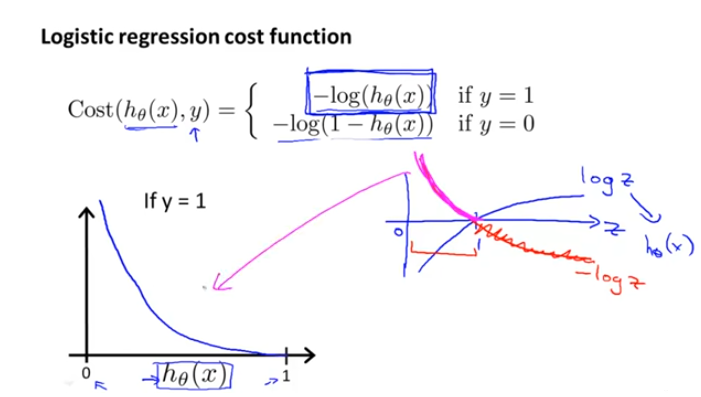 Logistic regression cost function
Cost(hθ(x), y) = { −log(hθ(x)) if y = 1
−log(1 − hθ(x)) if y = 0
If y = 1
log z
0 1 z
hθ(x)
−log z
0 hθ(x) 1